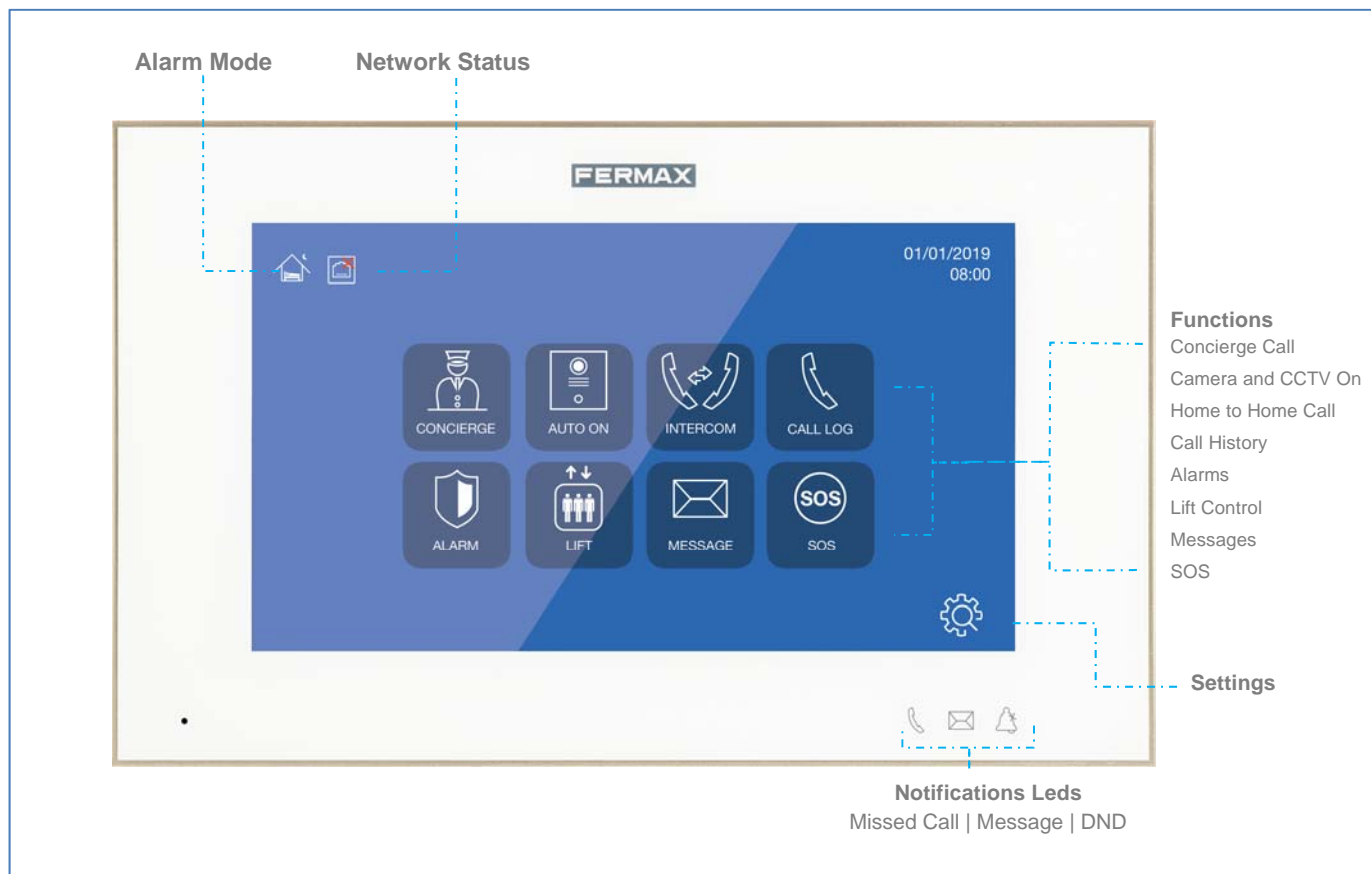 Alarm Mode
Network Status
FERMAX
01/01/2019
08:00
CONCIERGE
AUTO ON
INTERCOM
CALL LOG
ALARM
LIFT
MESSAGE
SOS
SOS
Functions
Concierge Call
Camera and CCTV On
Home to Home Call
Call History
Alarms
Lift Control
Messages
SOS
Settings
Notifications Leds
Missed Call | Message | DND